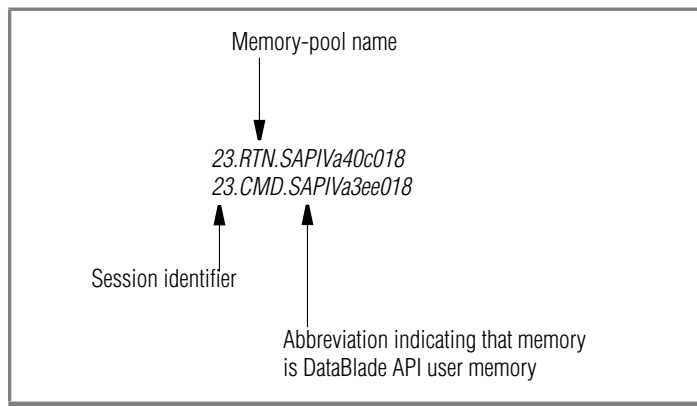 Memory-pool name
23.RTN.SAPIVa40c018
23.CMD.SAPIVa3ee018
Session identifier
Abbreviation indicating that memory
is DataBlade API user memory